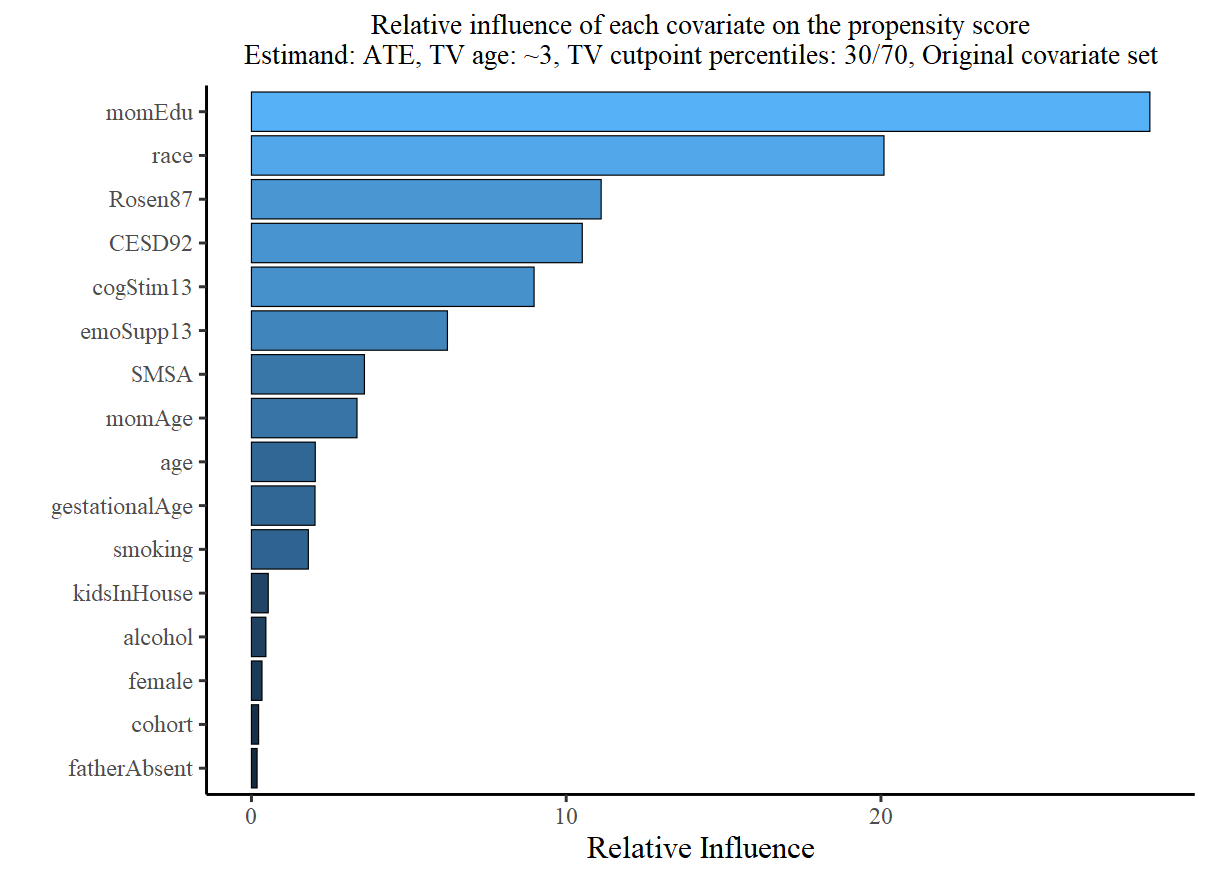 Relative influence of each covariate on the propensity score
Estimand: ATE, TV age: ~3, TV cutpoint percentiles: 30/70, Original covariate set
momEdu
race
Rosen87
CESD92
cogStim13
emoSupp13
SMSA
momAge
age
gestationalAge
smoking
kidsInHouse
alcohol
female
cohort
fatherAbsent
0 10 20
Relative Influence